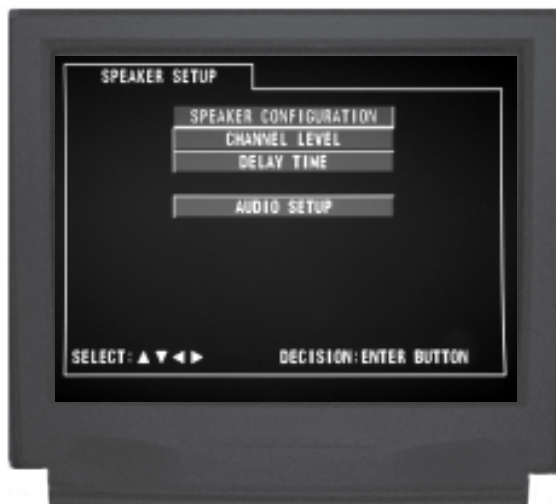 SPEAKER SETUP
SPEAKER CONFIGURATION
CHANNEL LEVEL
DELAY TIME
AUDIO SETUP
SELECT:▲▼◀▶ DECISION:ENTER BUTTON